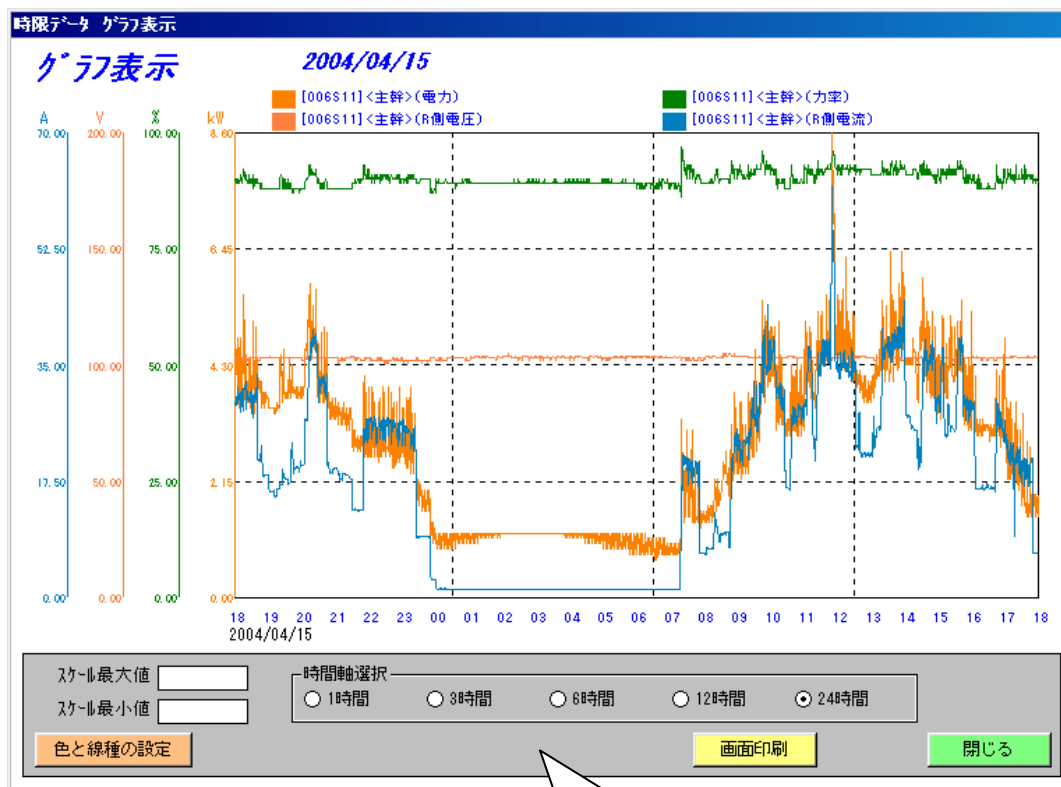 時限ﾃﾞｰﾀ ｸﾞﾗﾌ表示
ｸﾞﾗﾌ表示 2004/04/15
[006S11]<主幹>(電力) [006S11]<主幹>(力率)
[006S11]<主幹>(R側電圧) [006S11]<主幹>(R側電流)
A V % kW
70.00 200.00 100.00 8.60
52.50 150.00 75.00 6.45
35.00 100.00 50.00 4.30
17.50 50.00 25.00 2.15
0.00 0.00 0.00 0.00
18 19 20 21 22 23 00 01 02 03 04 05 06 07 08 09 10 11 12 13 14 15 16 17 18
2004/04/15
ｽｹｰﾙ最大値
ｽｹｰﾙ最小値
時間軸選択
1時間 3時間 6時間 12時間 24時間
色と線種の設定 画面印刷 閉じる